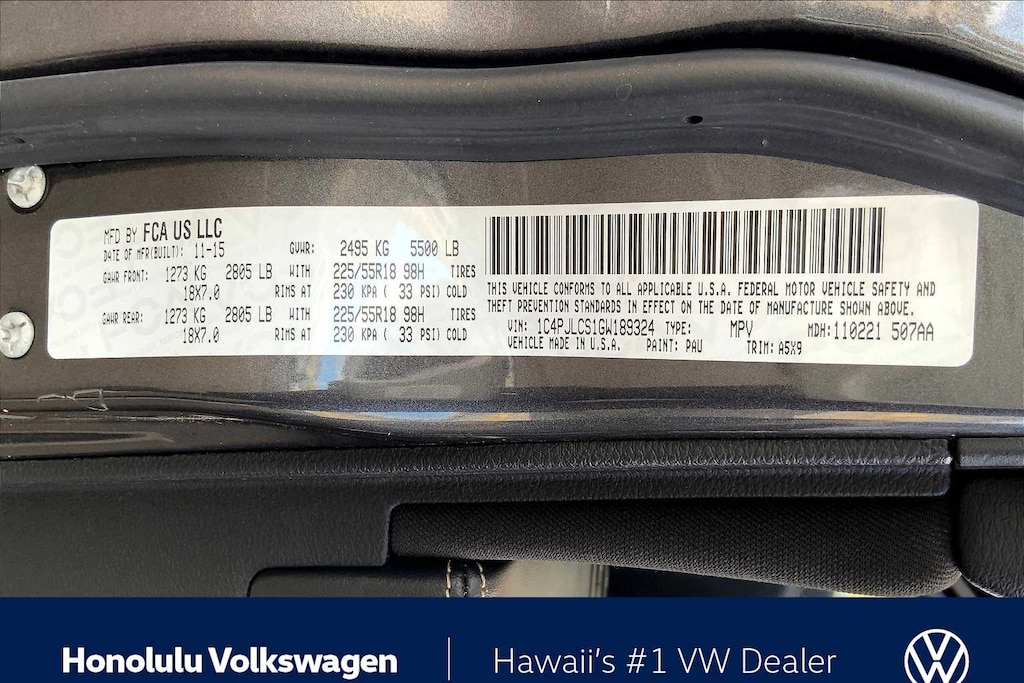 MFD BY FCA US LLC
DATE OF MFR(BUILT): 11-15 GVWR: 2495 KG 5500 LB
GAWR FRONT: 1273 KG 2805 LB WITH 225/55R18 98H TIRES
18X7.0 RIMS AT 230 KPA ( 33 PSI) COLD
GAWR REAR: 1273 KG 2805 LB WITH 225/55R18 98H TIRES
18X7.0 RIMS AT 230 KPA ( 33 PSI) COLD
THIS VEHICLE CONFORMS TO ALL APPLICABLE U.S.A. FEDERAL MOTOR VEHICLE SAFETY AND
THEFT PREVENTION STANDARDS IN EFFECT ON THE DATE OF MANUFACTURE SHOWN ABOVE.
VIN: 1C4PJLCS1GW189324 TYPE: MPV MDH: 110221 507AA
VEHICLE MADE IN U.S.A. PAINT: PAU TRIM: A5X9
Honolulu Volkswagen | Hawaii's #1 VW Dealer